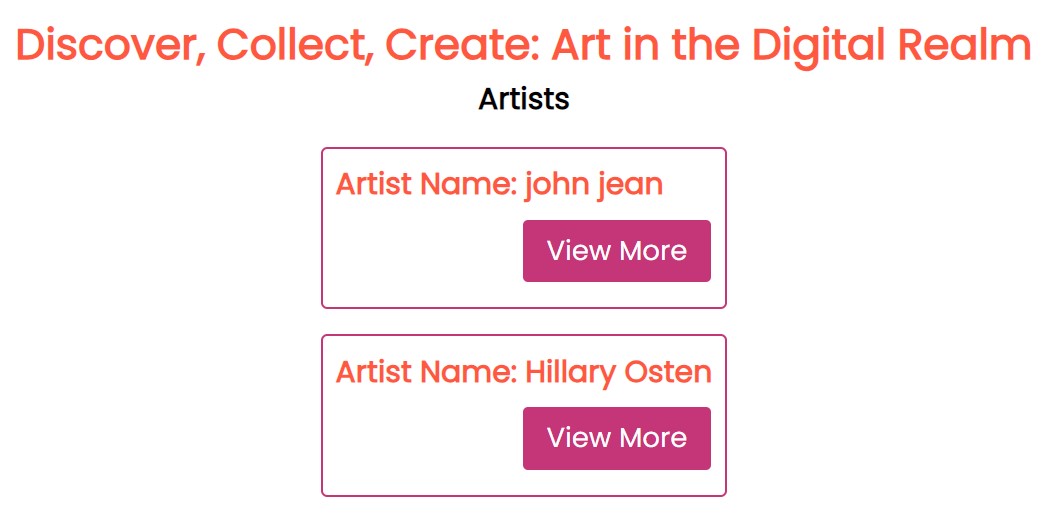 Discover, Collect, Create: Art in the Digital Realm
Artists
Artist Name: john jean
View More
Artist Name: Hillary Osten
View More